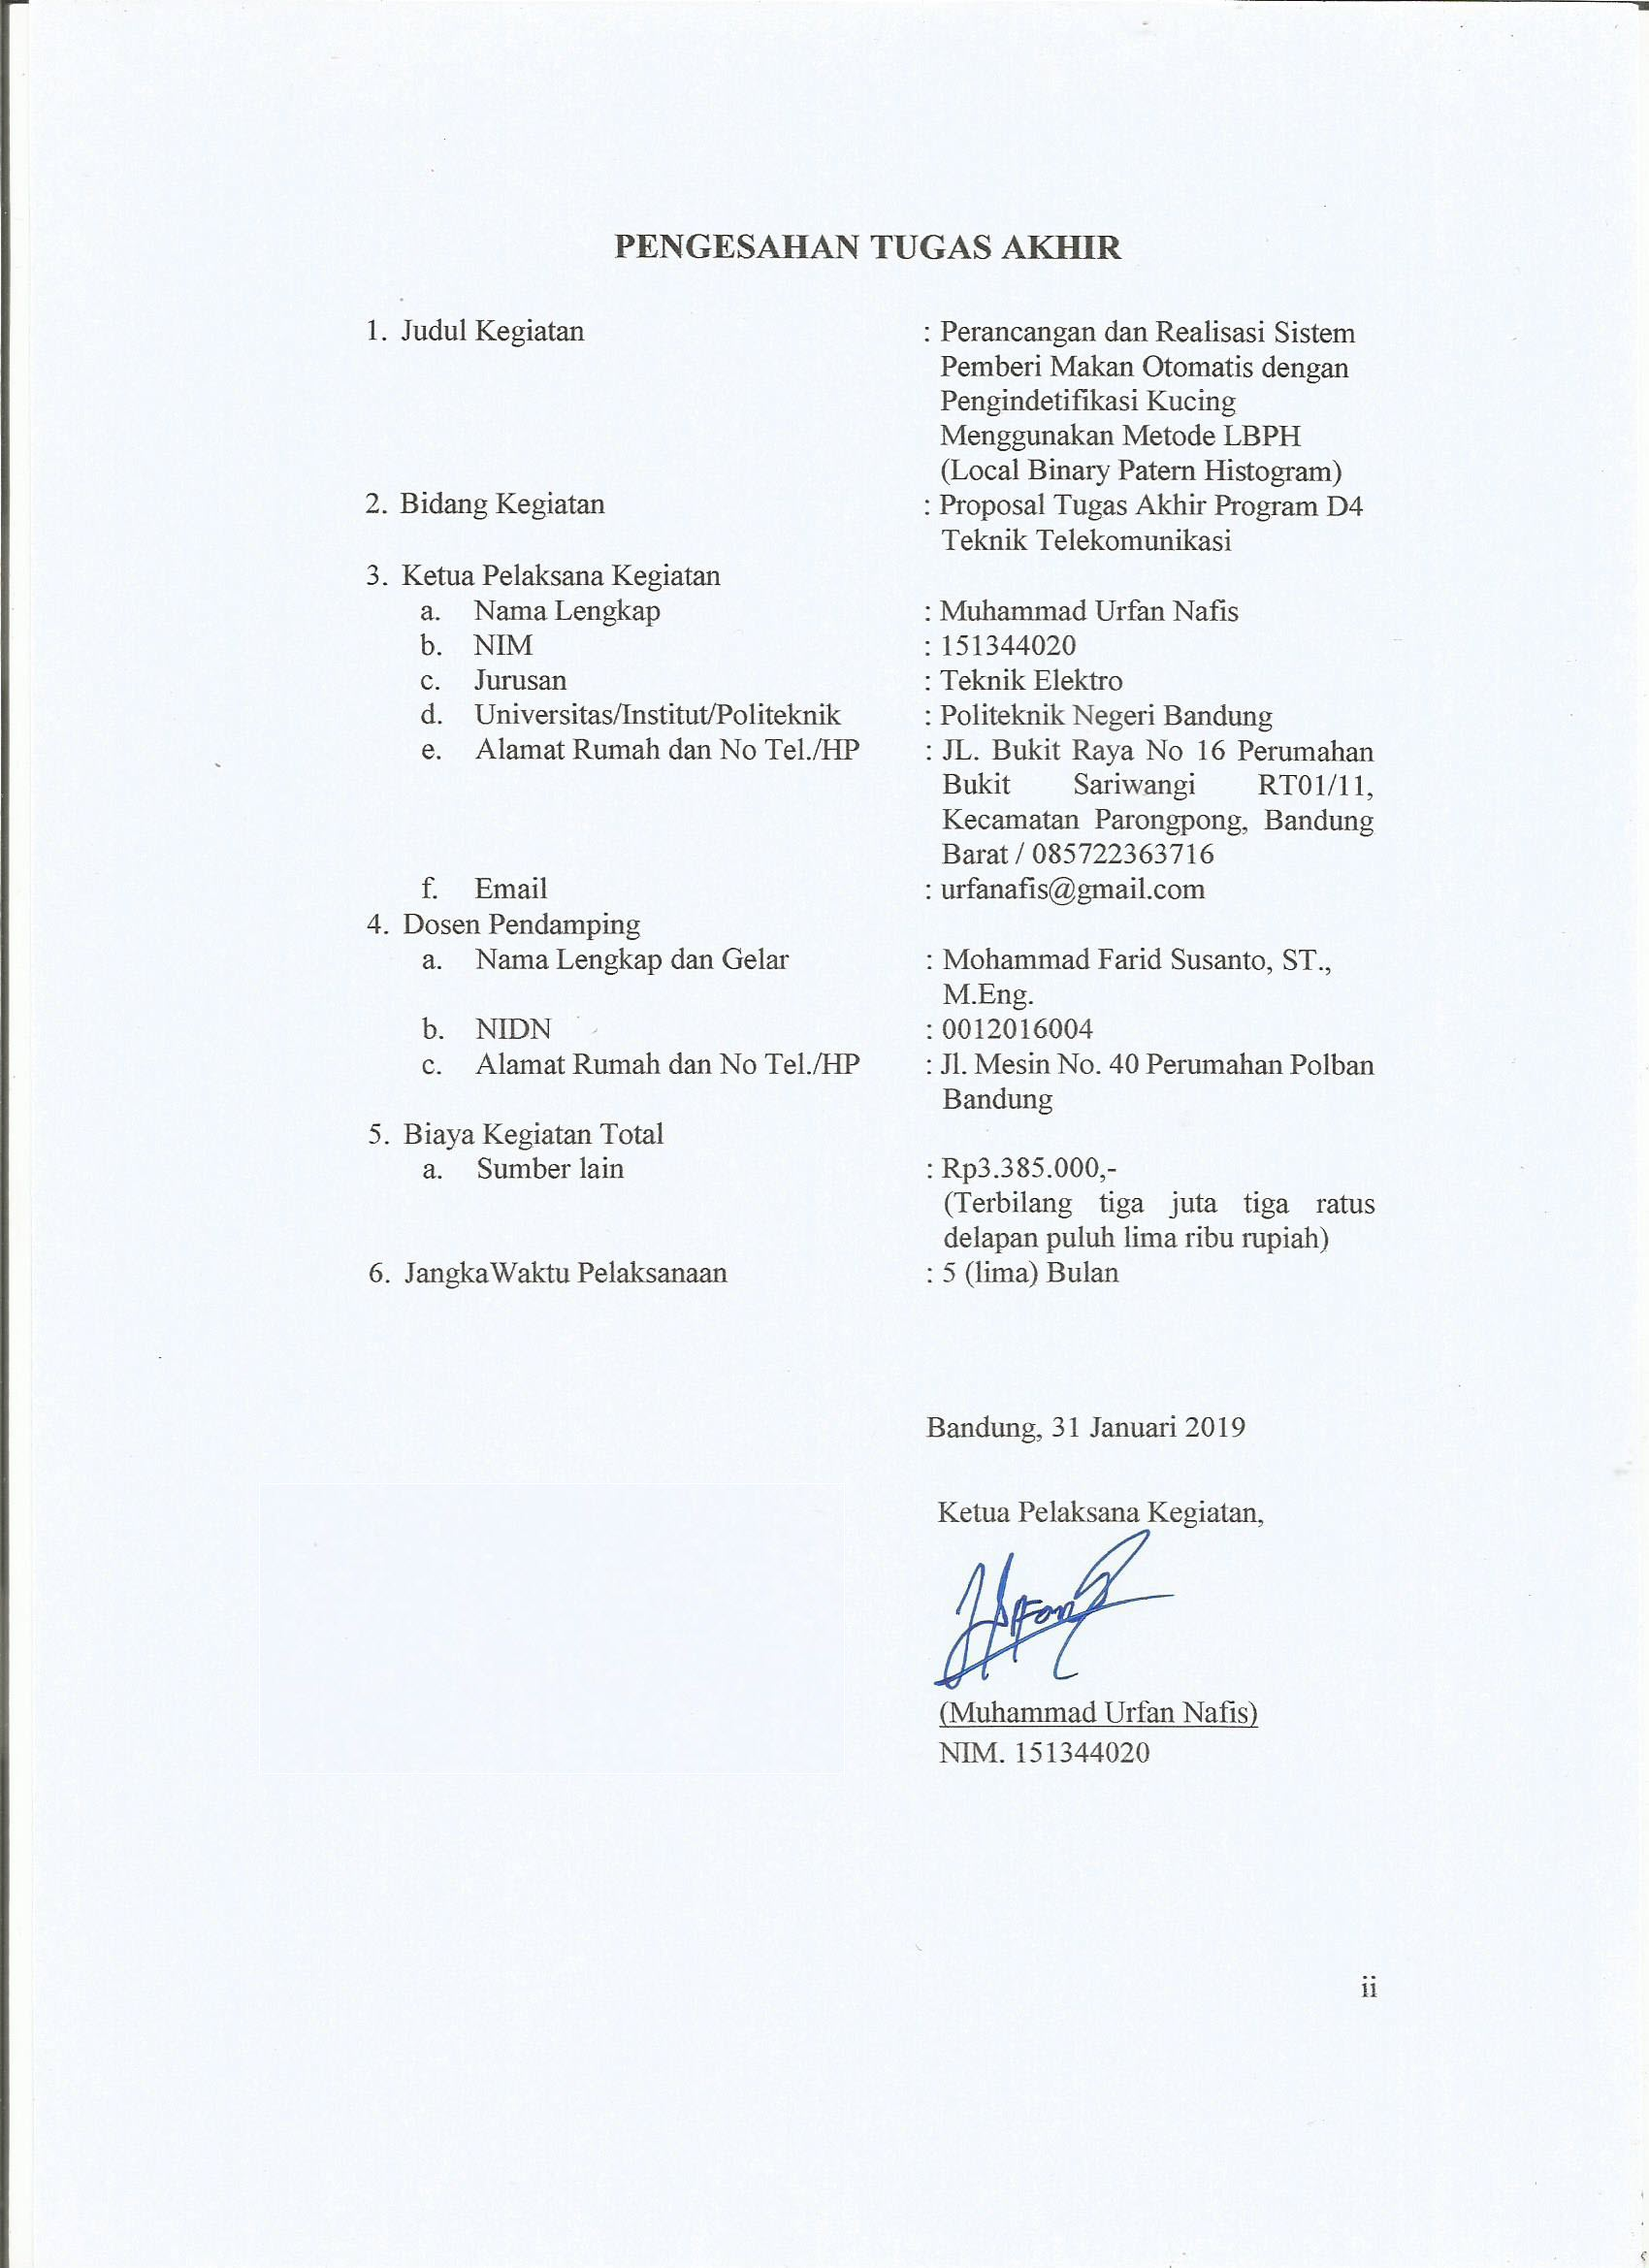 PENGESAHAN TUGAS AKHIR
1. Judul Kegiatan : Perancangan dan Realisasi Sistem
Pemberi Makan Otomatis dengan
Pengindetifikasi Kucing
Menggunakan Metode LBPH
(Local Binary Patern Histogram)
2. Bidang Kegiatan : Proposal Tugas Akhir Program D4
Teknik Telekomunikasi
3. Ketua Pelaksana Kegiatan
a. Nama Lengkap : Muhammad Urfan Nafis
b. NIM : 151344020
c. Jurusan : Teknik Elektro
d. Universitas/Institut/Politeknik : Politeknik Negeri Bandung
e. Alamat Rumah dan No Tel./HP : JL. Bukit Raya No 16 Perumahan
Bukit Sariwangi RT01/11,
Kecamatan Parongpong, Bandung
Barat / 085722363716
f. Email : urfanafis@gmail.com
4. Dosen Pendamping
a. Nama Lengkap dan Gelar : Mohammad Farid Susanto, ST.,
M.Eng.
b. NIDN : 0012016004
c. Alamat Rumah dan No Tel./HP : Jl. Mesin No. 40 Perumahan Polban
Bandung
5. Biaya Kegiatan Total
a. Sumber lain : Rp3.385.000,-
(Terbilang tiga juta tiga ratus
delapan puluh lima ribu rupiah)
6. JangkaWaktu Pelaksanaan : 5 (lima) Bulan
Bandung, 31 Januari 2019
Ketua Pelaksana Kegiatan,
(Muhammad Urfan Nafis)
NIM. 151344020
ii